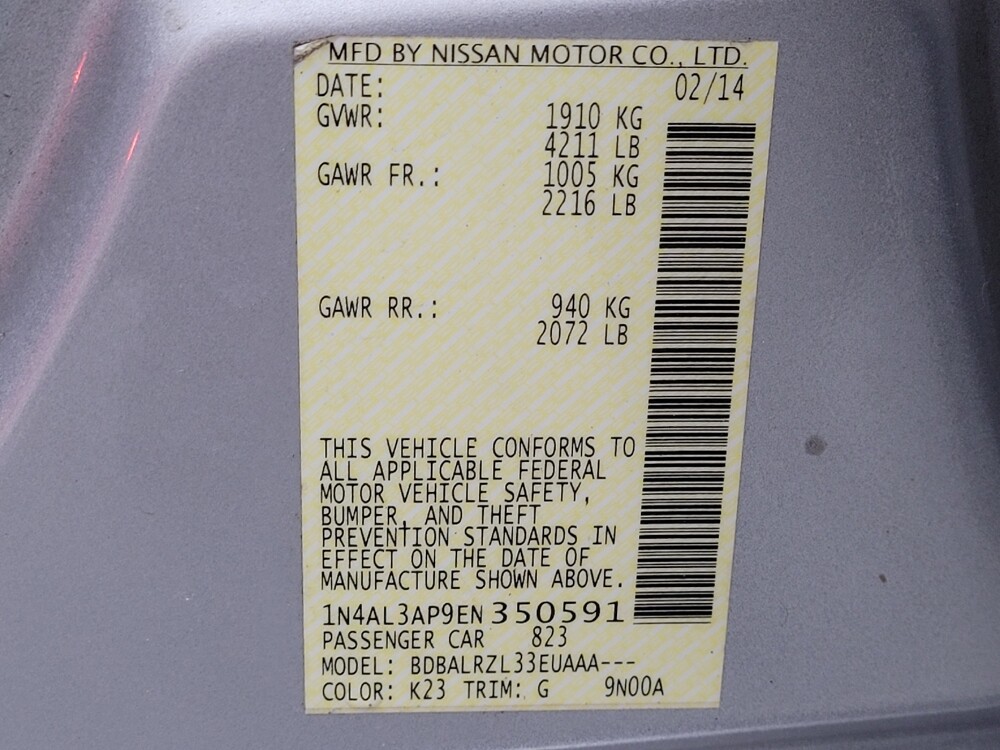 MFD BY NISSAN MOTOR CO., LTD.
DATE: 02/14
GVWR: 1910 KG
4211 LB
GAWR FR.: 1005 KG
2216 LB
GAWR RR.: 940 KG
2072 LB
THIS VEHICLE CONFORMS TO
ALL APPLICABLE FEDERAL
MOTOR VEHICLE SAFETY,
BUMPER, AND THEFT
PREVENTION STANDARDS IN
EFFECT ON THE DATE OF
MANUFACTURE SHOWN ABOVE.
1N4AL3AP9EN350591
PASSENGER CAR 823
MODEL: BDBALRZL33EUAAA---
COLOR: K23 TRIM: G 9N00A